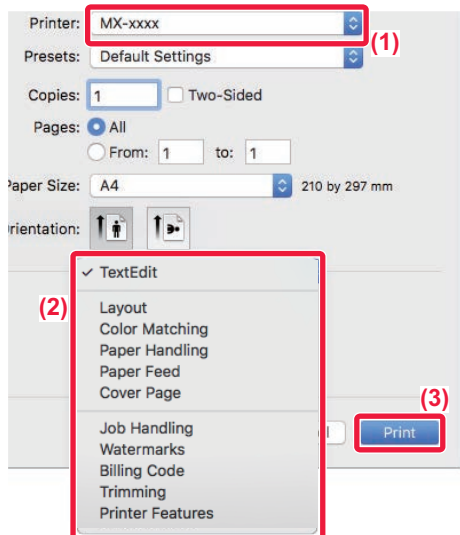 Printer: MX-xxxx
(1)
Presets: Default Settings
Copies: 1 Two-Sided
Pages: All
From: 1 to: 1
Paper Size: A4 210 by 297 mm
rientation:
✓ TextEdit
(2)
Layout
Color Matching
Paper Handling
Paper Feed
Cover Page
(3)
Job Handling
l Print
Watermarks
Billing Code
Trimming
Printer Features